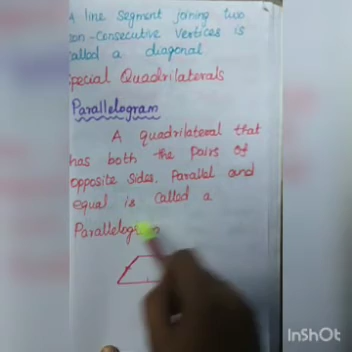 A line segment joining two
non-consecutive vertices is
called a diagonal
Special Quadrilaterals
Parallelogram
A quadrilateral that
has both the pairs of
opposite sides. Parallel and
equal is called a
Parallelogram
InShOt